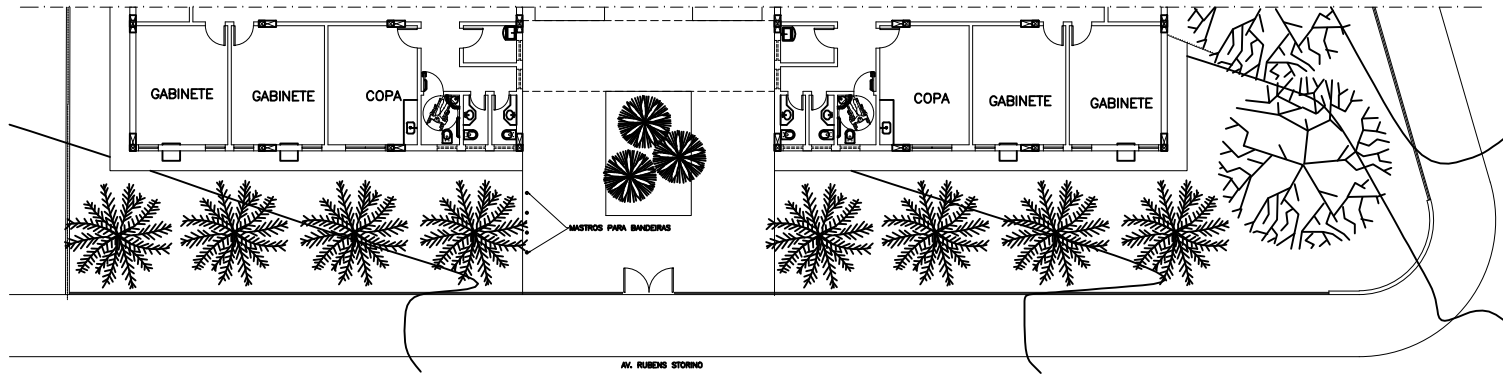 GABINETE
GABINETE
COPA
COPA
GABINETE
GABINETE
MASTROS PARA BANDEIRAS
AV. RUBENS STORINO